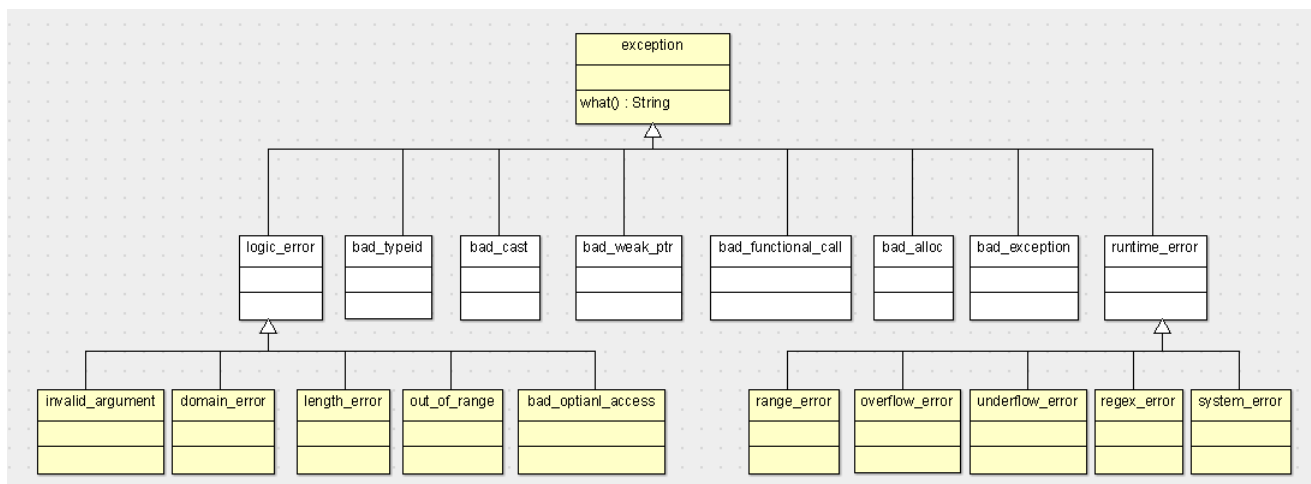 exception
what() : String
logic_error
bad_typeid
bad_cast
bad_weak_ptr
bad_functional_call
bad_alloc
bad_exception
runtime_error
invalid_argument
domain_error
length_error
out_of_range
bad_optianl_access
range_error
overflow_error
underflow_error
regex_error
system_error